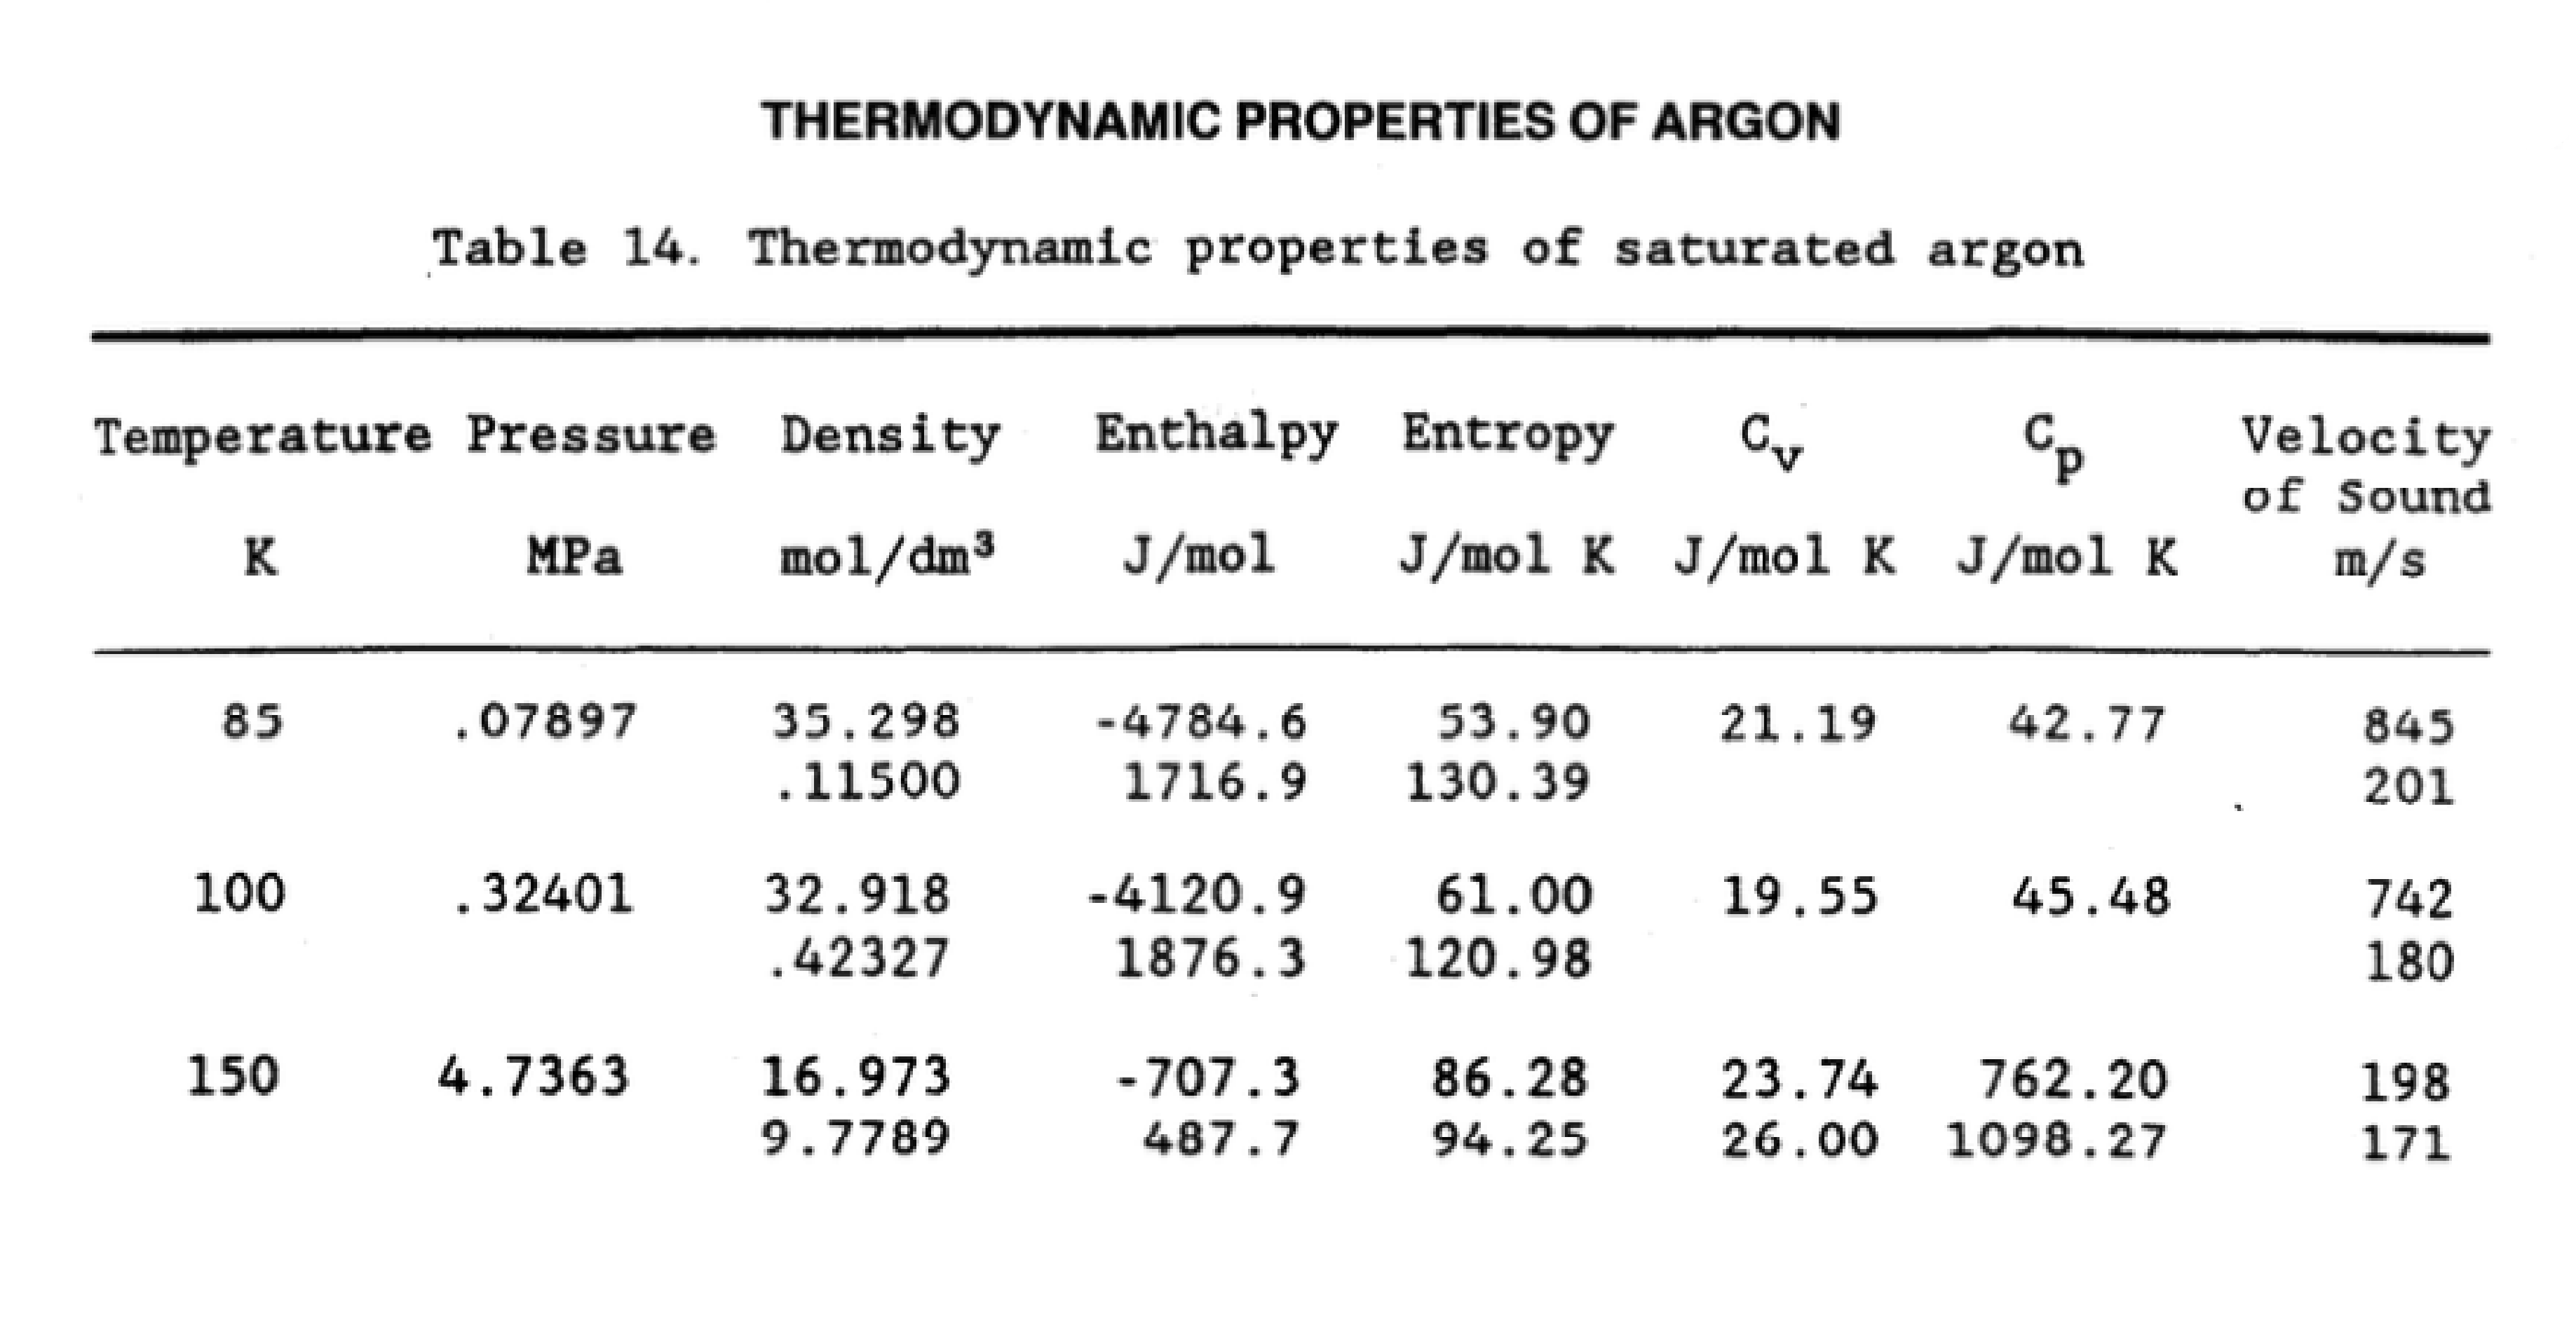 THERMODYNAMIC PROPERTIES OF ARGON
Table 14. Thermodynamic properties of saturated argon
Temperature Pressure Density Enthalpy Entropy Cv Cp Velocity
of Sound
K MPa mol/dm³ J/mol J/mol K J/mol K J/mol K m/s
85 .07897 35.298 -4784.6 53.90 21.19 42.77 845
.11500 1716.9 130.39 201
100 .32401 32.918 -4120.9 61.00 19.55 45.48 742
.42327 1876.3 120.98 180
150 4.7363 16.973 -707.3 86.28 23.74 762.20 198
9.7789 487.7 94.25 26.00 1098.27 171